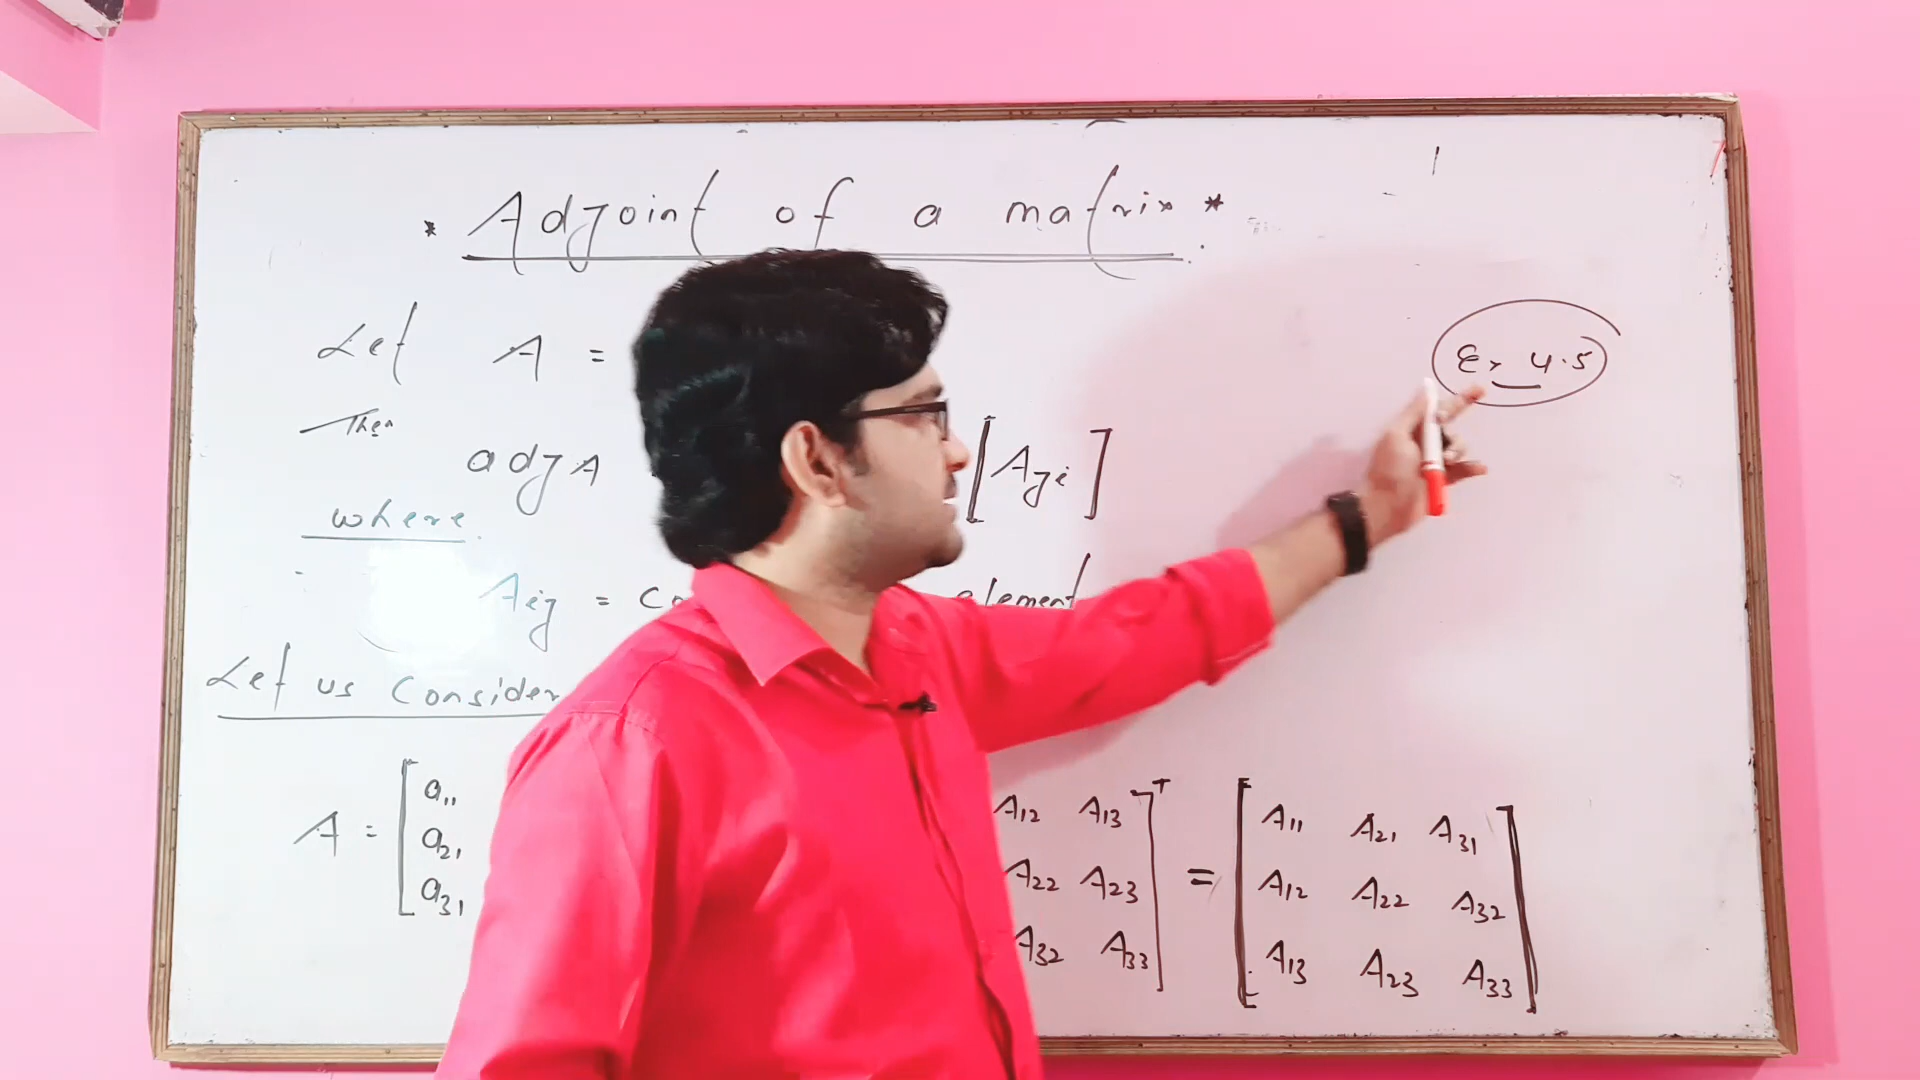 * Adjoint of a matrix *
Let A =
Ex 4.5
Then
adj A [Aji]
where
Aij = element
Let us Consider
A = [a11
a21
a31
A12 A13]T = [A11 A21 A31
A22 A23 A12 A22 A32
A32 A33 A13 A23 A33]